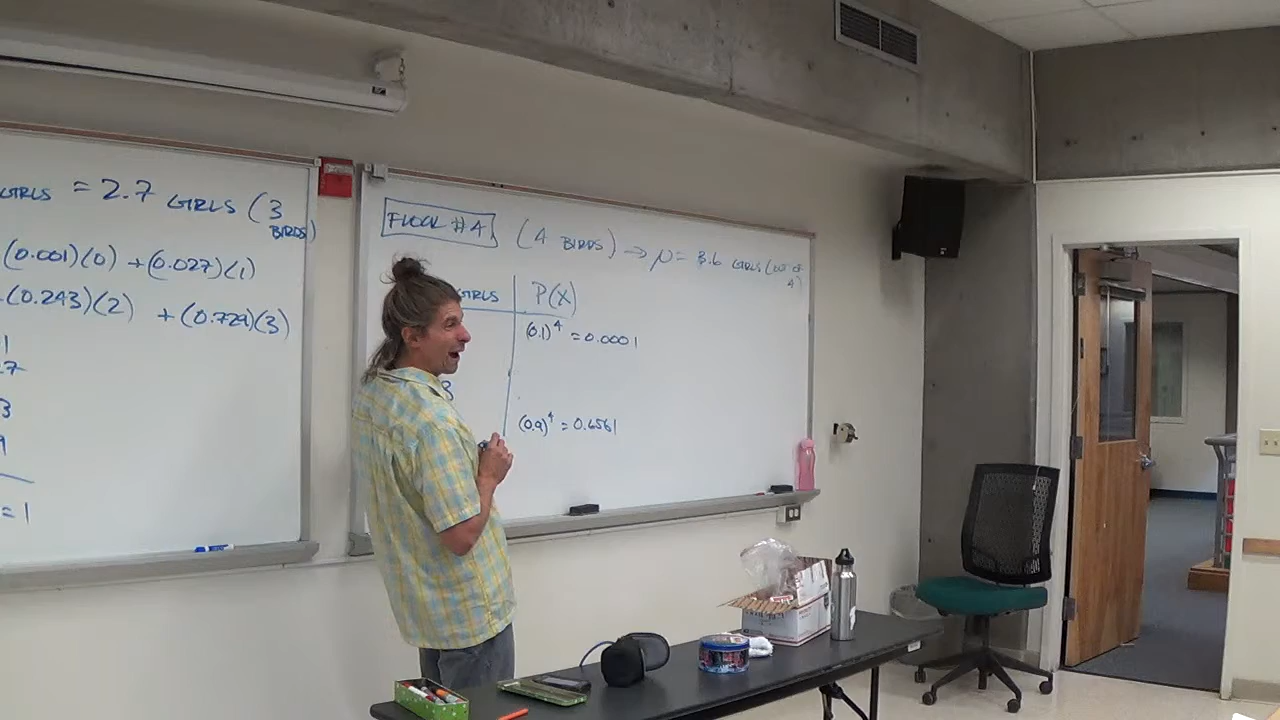 GIRLS = 2.7 GIRLS (3
BIRDS)
(0.001)(0) + (0.027)(1)
(0.243)(2) + (0.729)(3)
= 1
FLOCK #4 (4 BIRDS) → μ = 3.6 GIRLS (OUT OF
4)
GIRLS P(X)
(0.1)⁴ = 0.0001
3
(0.9)⁴ = 0.6561